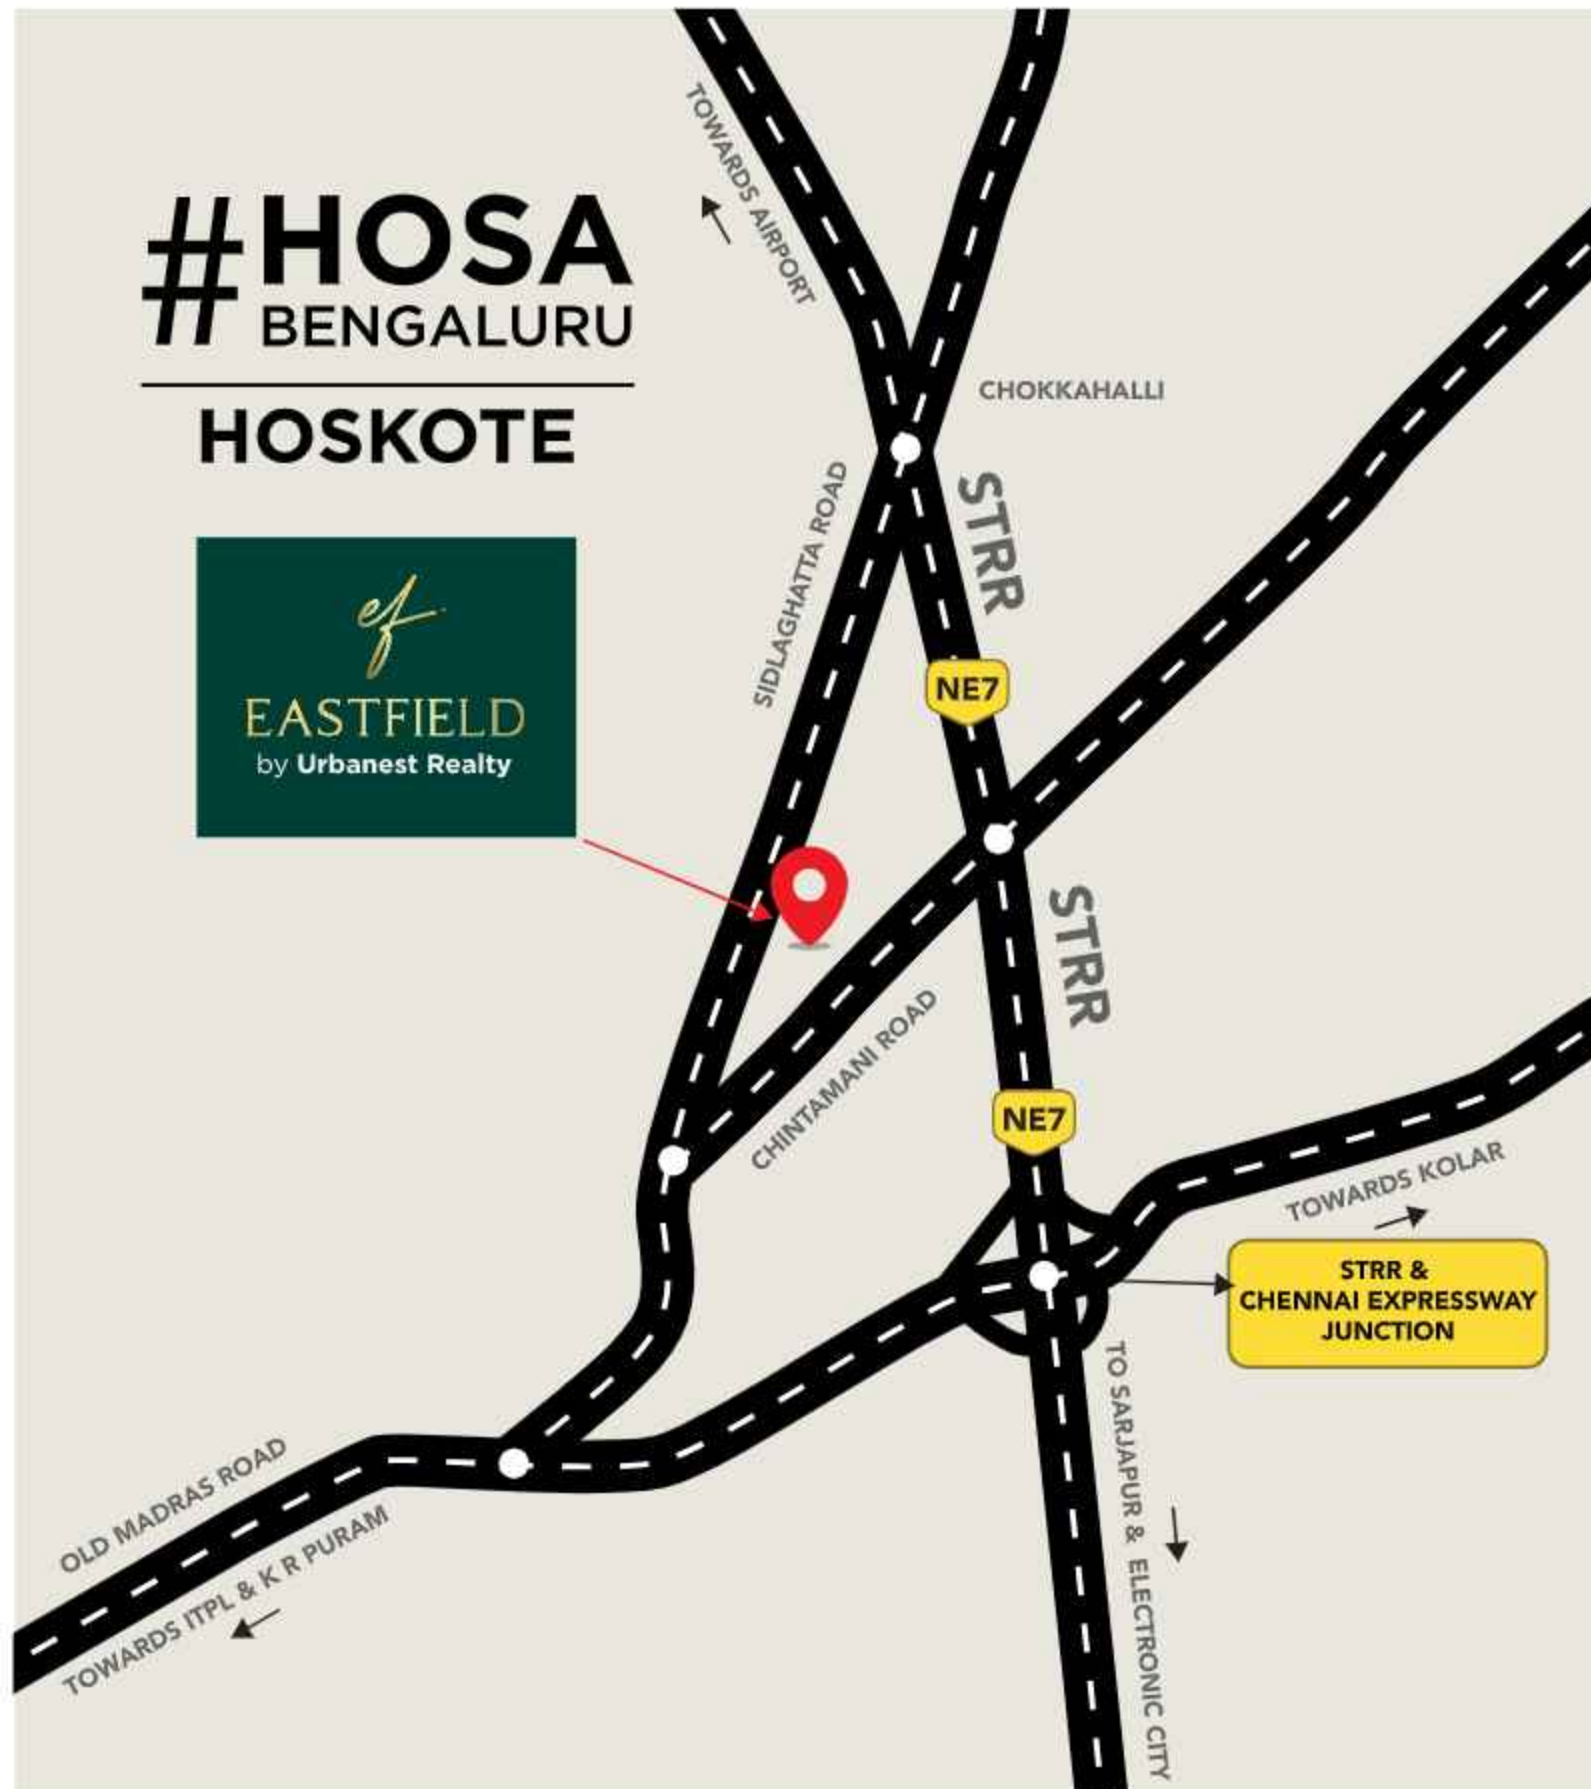 TOWARDS AIRPORT
#HOSA
BENGALURU
HOSKOTE
CHOKKAHALLI
SIDLAGHATTA ROAD
STRR
ef
EASTFIELD
by Urbanest Realty
NE7
STRR
CHINTAMANI ROAD
NE7
TOWARDS KOLAR
STRR &
CHENNAI EXPRESSWAY
JUNCTION
TO SARJAPUR & ELECTRONIC CITY
OLD MADRAS ROAD
TOWARDS ITPL & K R PURAM